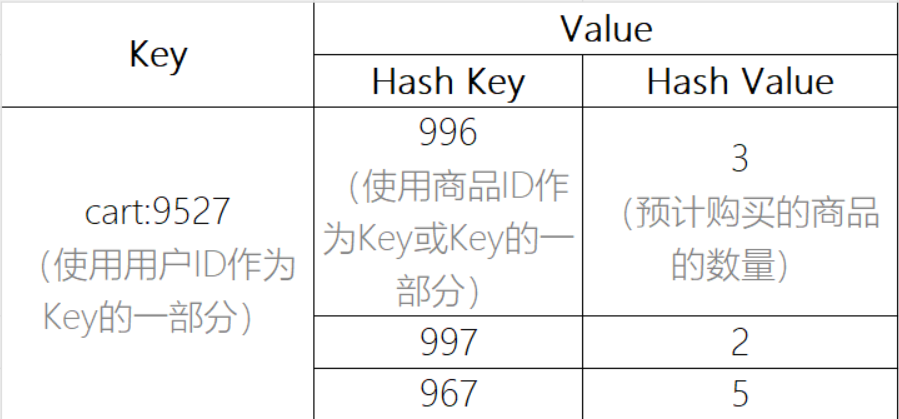 Key
Value
Hash Key
Hash Value
cart:9527
（使用用户ID作为
Key的一部分）
996
（使用商品ID作
为Key或Key的一
部分）
3
（预计购买的商品
的数量）
997
2
967
5